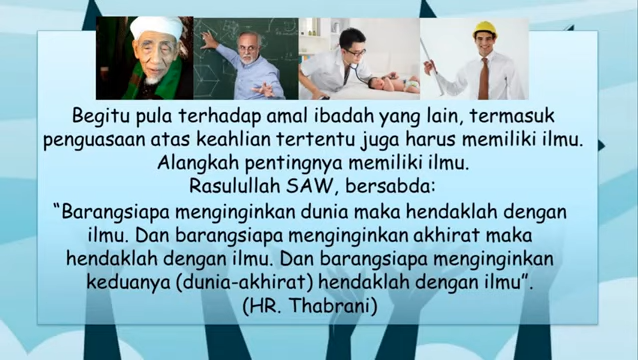 Begitu pula terhadap amal ibadah yang lain, termasuk
penguasaan atas keahlian tertentu juga harus memiliki ilmu.
Alangkah pentingnya memiliki ilmu.
Rasulullah SAW, bersabda:
“Barangsiapa menginginkan dunia maka hendaklah dengan
ilmu. Dan barangsiapa menginginkan akhirat maka
hendaklah dengan ilmu. Dan barangsiapa menginginkan
keduanya (dunia-akhirat) hendaklah dengan ilmu”.
(HR. Thabrani)